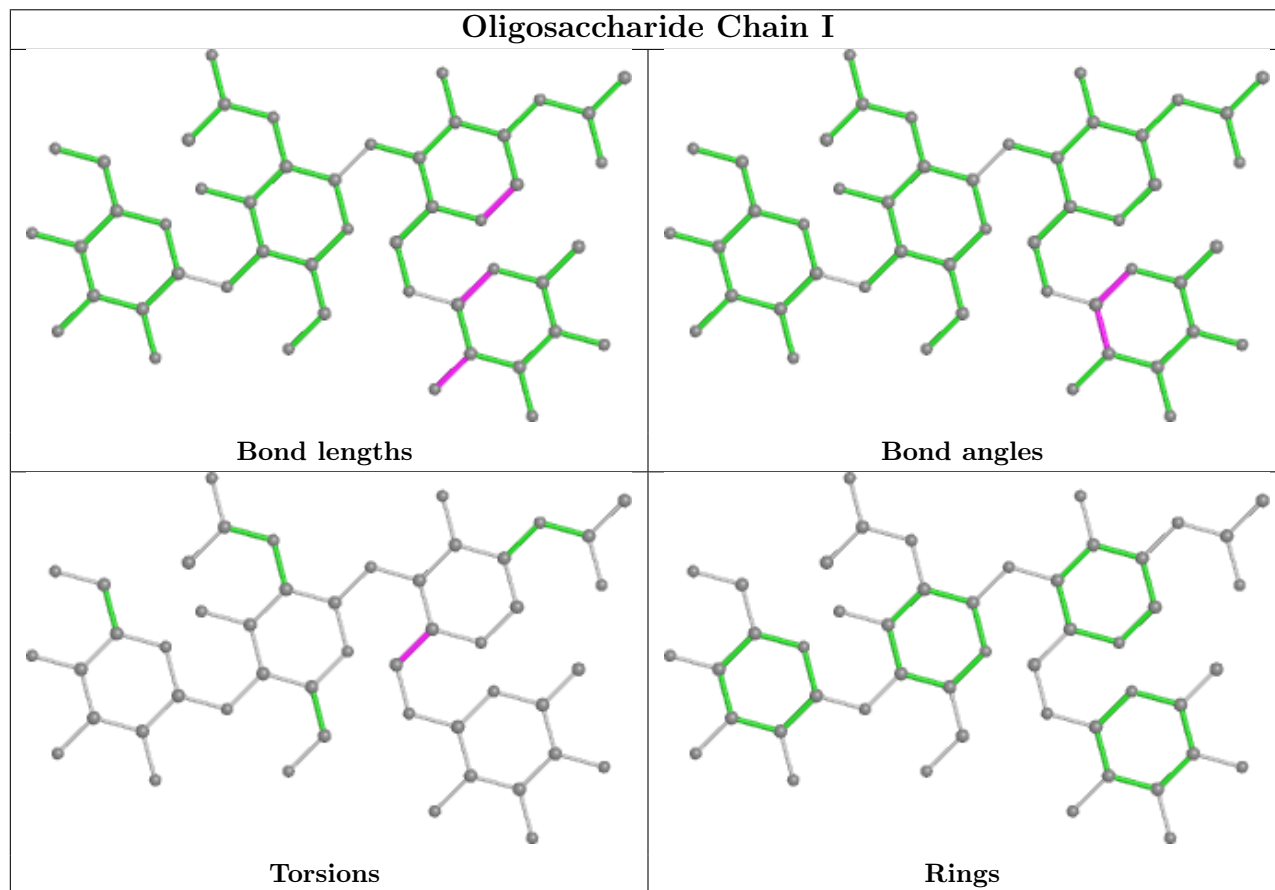 Oligosaccharide Chain I
Bond lengths
Bond angles
Torsions
Rings